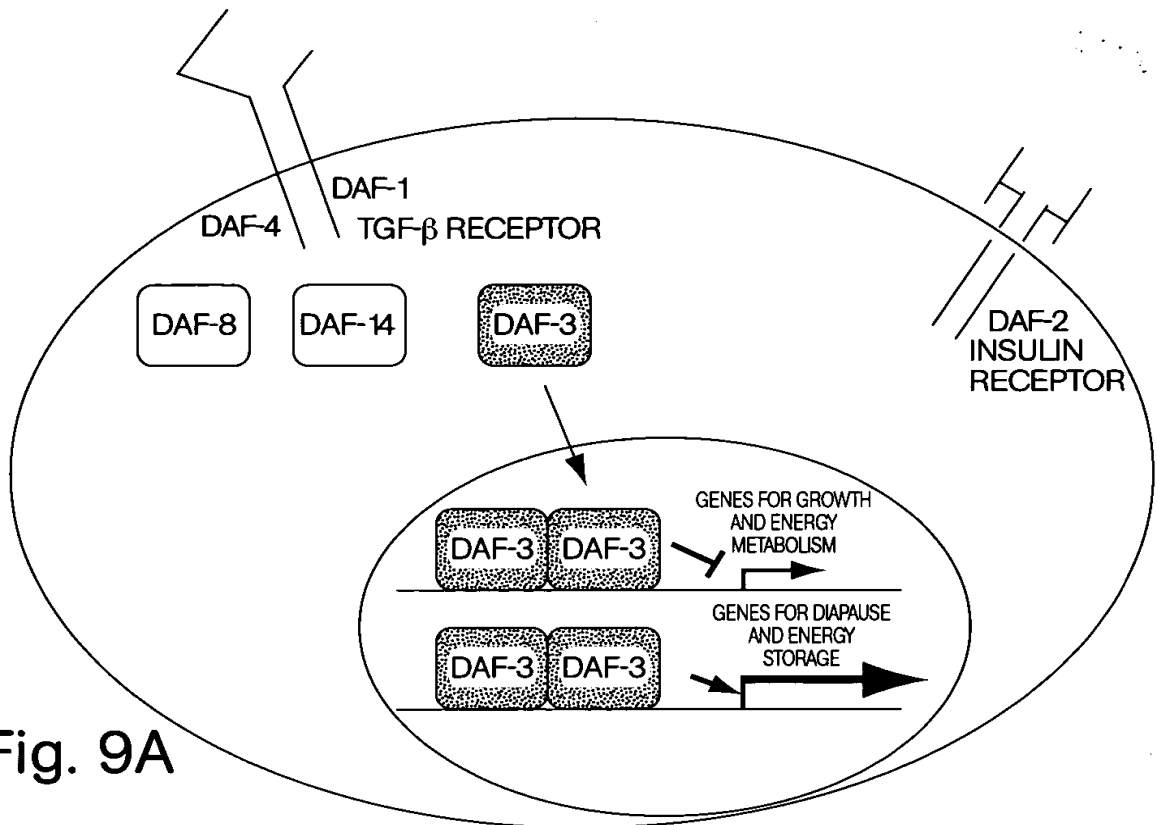 DAF-1
DAF-4
TGF-β RECEPTOR
DAF-8
DAF-14
DAF-3
DAF-2
INSULIN
RECEPTOR
GENES FOR GROWTH
AND ENERGY
METABOLISM
DAF-3
DAF-3
GENES FOR DIAPAUSE
AND ENERGY
STORAGE
DAF-3
DAF-3
Fig. 9A